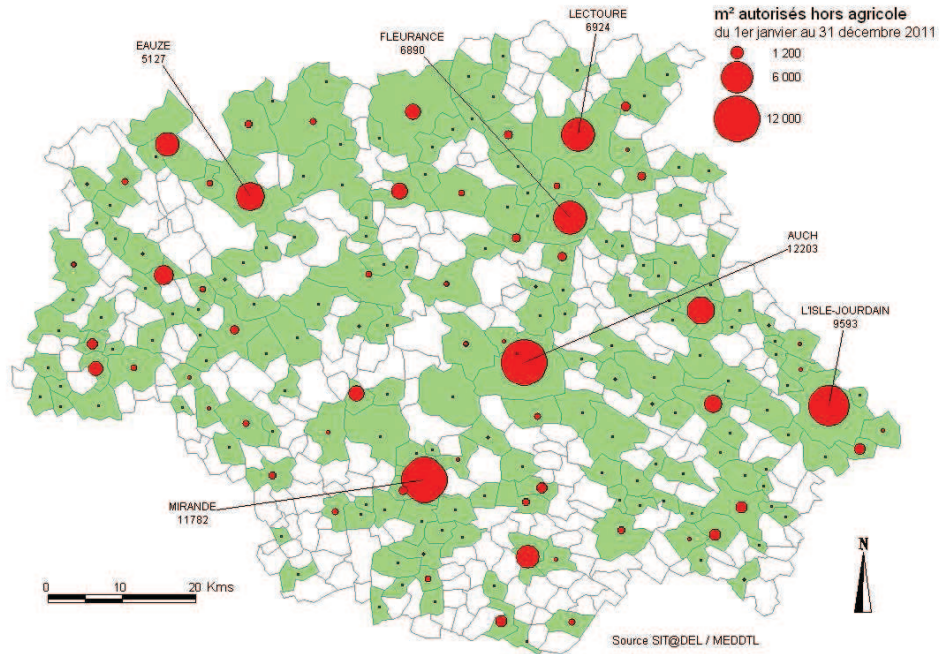 LECTOURE
6924
m² autorisés hors agricole
du 1er janvier au 31 décembre 2011
1 200
6 000
12 000
FLEURANCE
6890
EAUZE
5127
AUCH
12203
L'ISLE-JOURDAIN
9593
MIRANDE
11782
N
0 10 20 Kms
Source SIT@DEL / MEDDTL